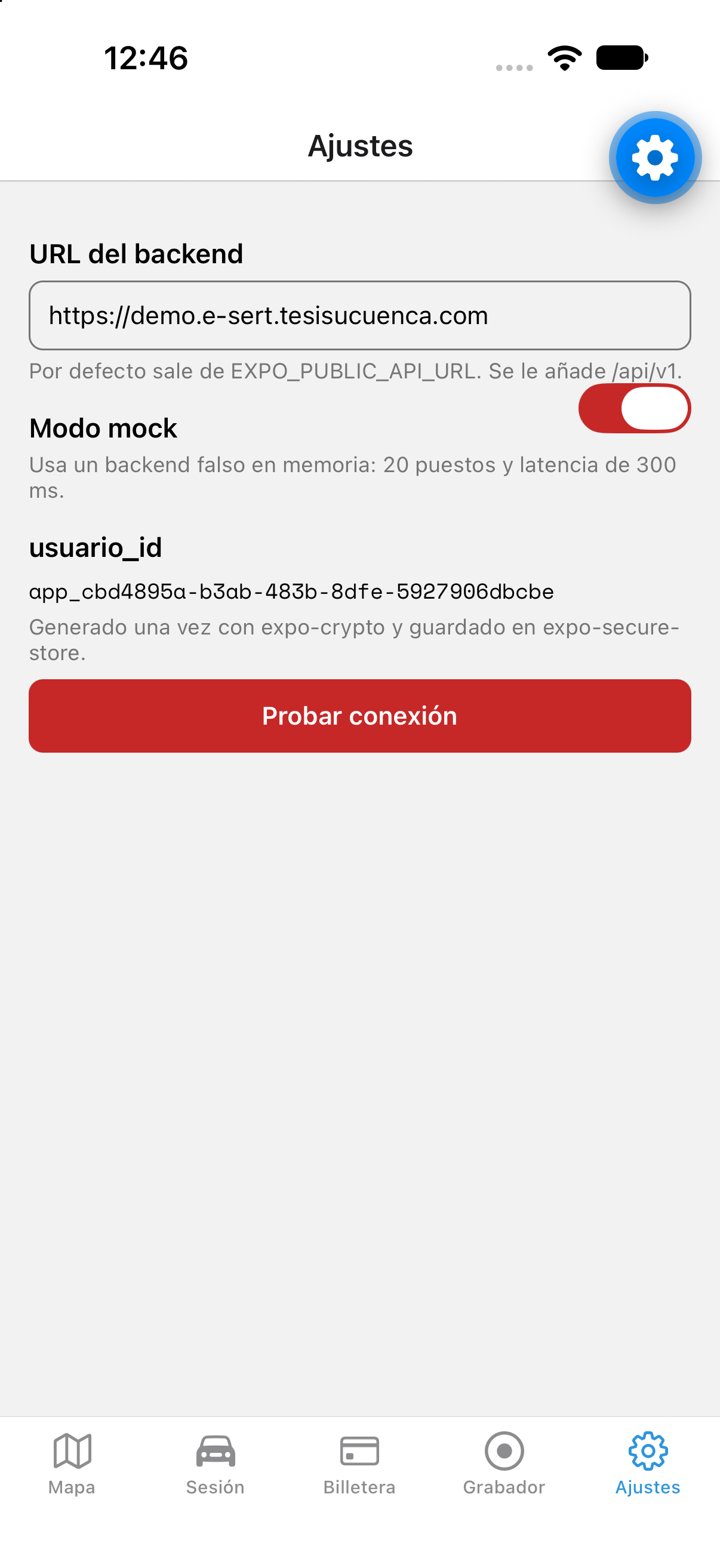 12:46
Ajustes
URL del backend
https://demo.e-sert.tesisucuenca.com
Por defecto sale de EXPO_PUBLIC_API_URL. Se le añade /api/v1.
Modo mock
Usa un backend falso en memoria: 20 puestos y latencia de 300
ms.
usuario_id
app_cbd4895a-b3ab-483b-8dfe-5927906dbcbe
Generado una vez con expo-crypto y guardado en expo-secure-
store.
Probar conexión
Mapa
Sesión
Billetera
Grabador
Ajustes